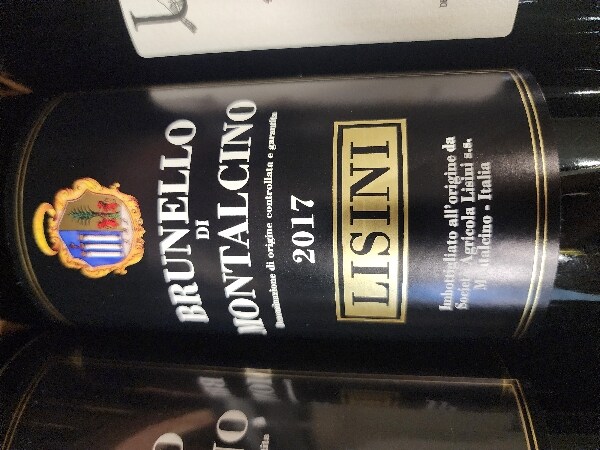 BRUNELLO
DI
MONTALCINO
Denominazione di origine controllata e garantita
2017
LISINI
Imbottigliato all'origine da
Società Agricola Lisini s.s.
Montalcino - Italia